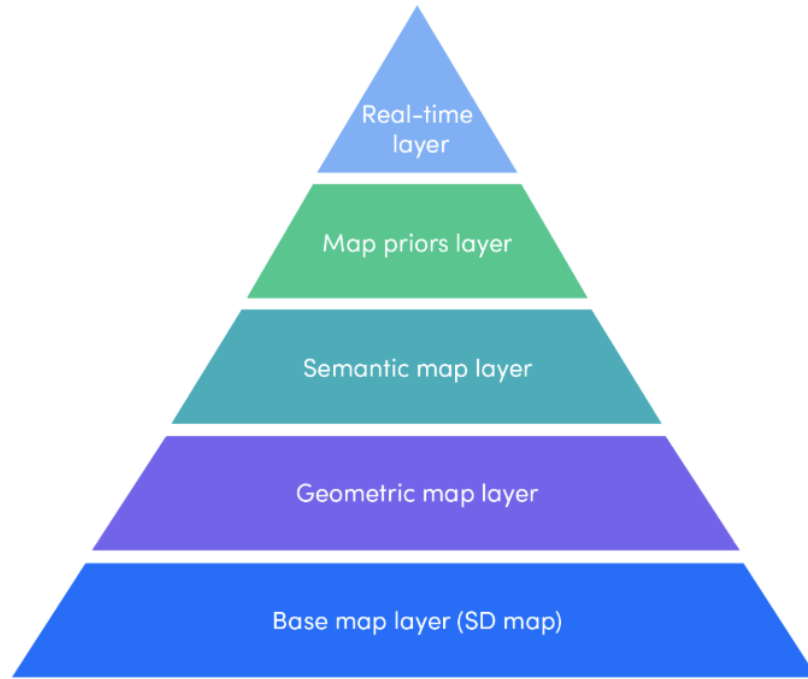 Real-time
layer
Map priors layer
Semantic map layer
Geometric map layer
Base map layer (SD map)